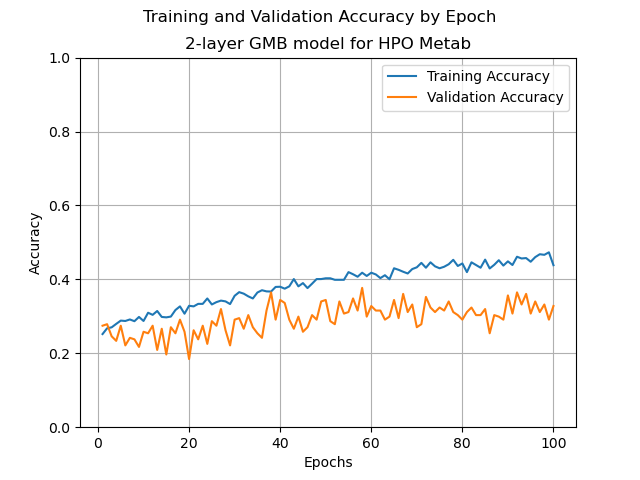 Training and Validation Accuracy by Epoch
2-layer GMB model for HPO Metab
Training Accuracy
Validation Accuracy
1.0
0.8
0.6
0.4
0.2
0.0
Accuracy
0 20 40 60 80 100
Epochs